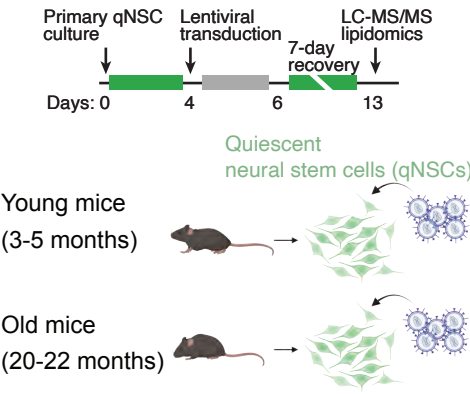 Primary qNSC
culture
Lentiviral
transduction
7-day
recovery
LC-MS/MS
lipidomics
Days: 0 4 6 13
Quiescent
neural stem cells (qNSCs)
Young mice
(3-5 months)
Old mice
(20-22 months)